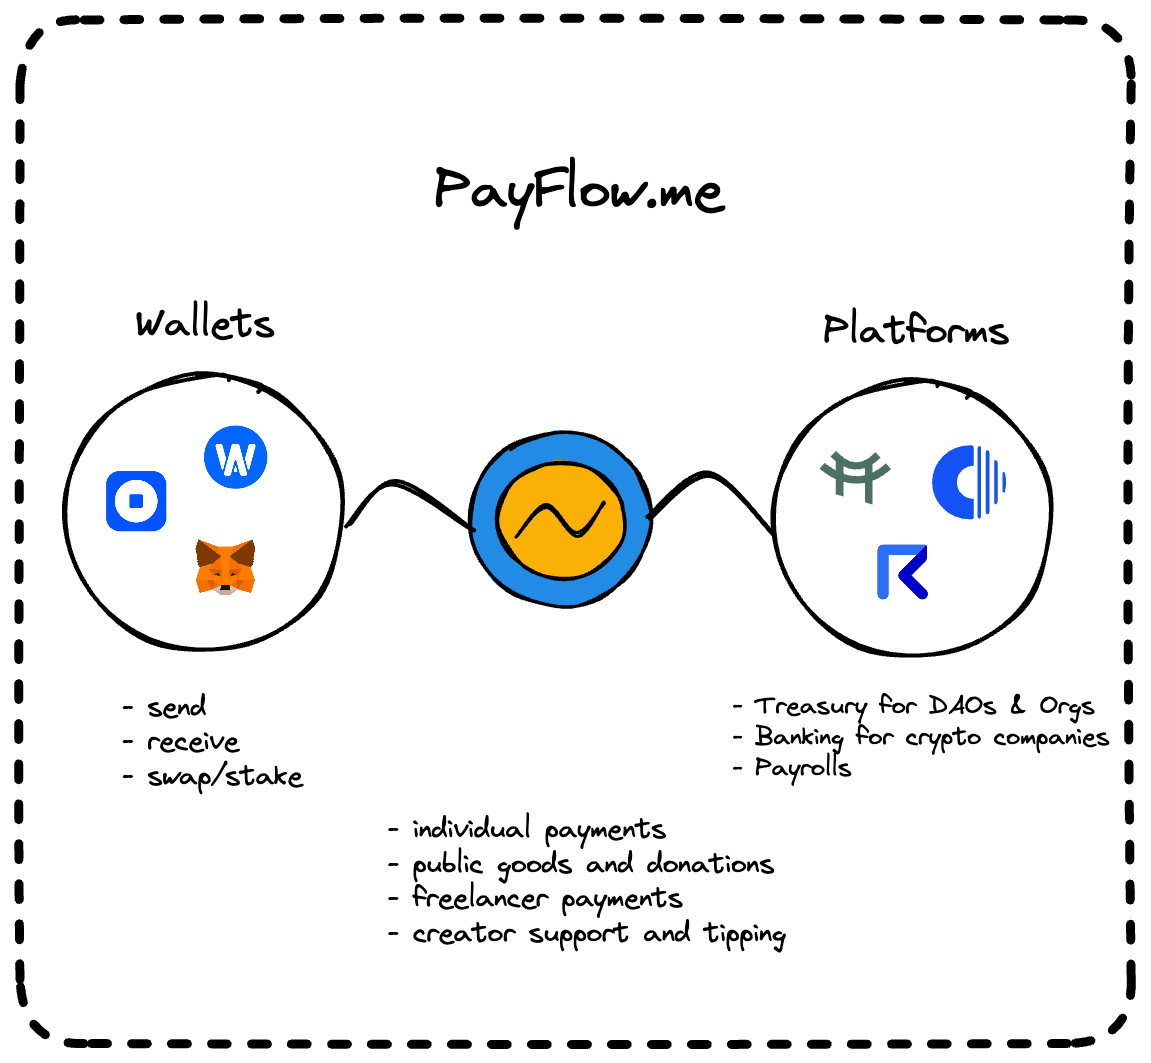 PayFlow.me
Wallets
Platforms
W
- send
- receive
- swap/stake
- Treasury for DAOs & Orgs
- Banking for crypto companies
- Payrolls
- individual payments
- public goods and donations
- freelancer payments
- creator support and tipping